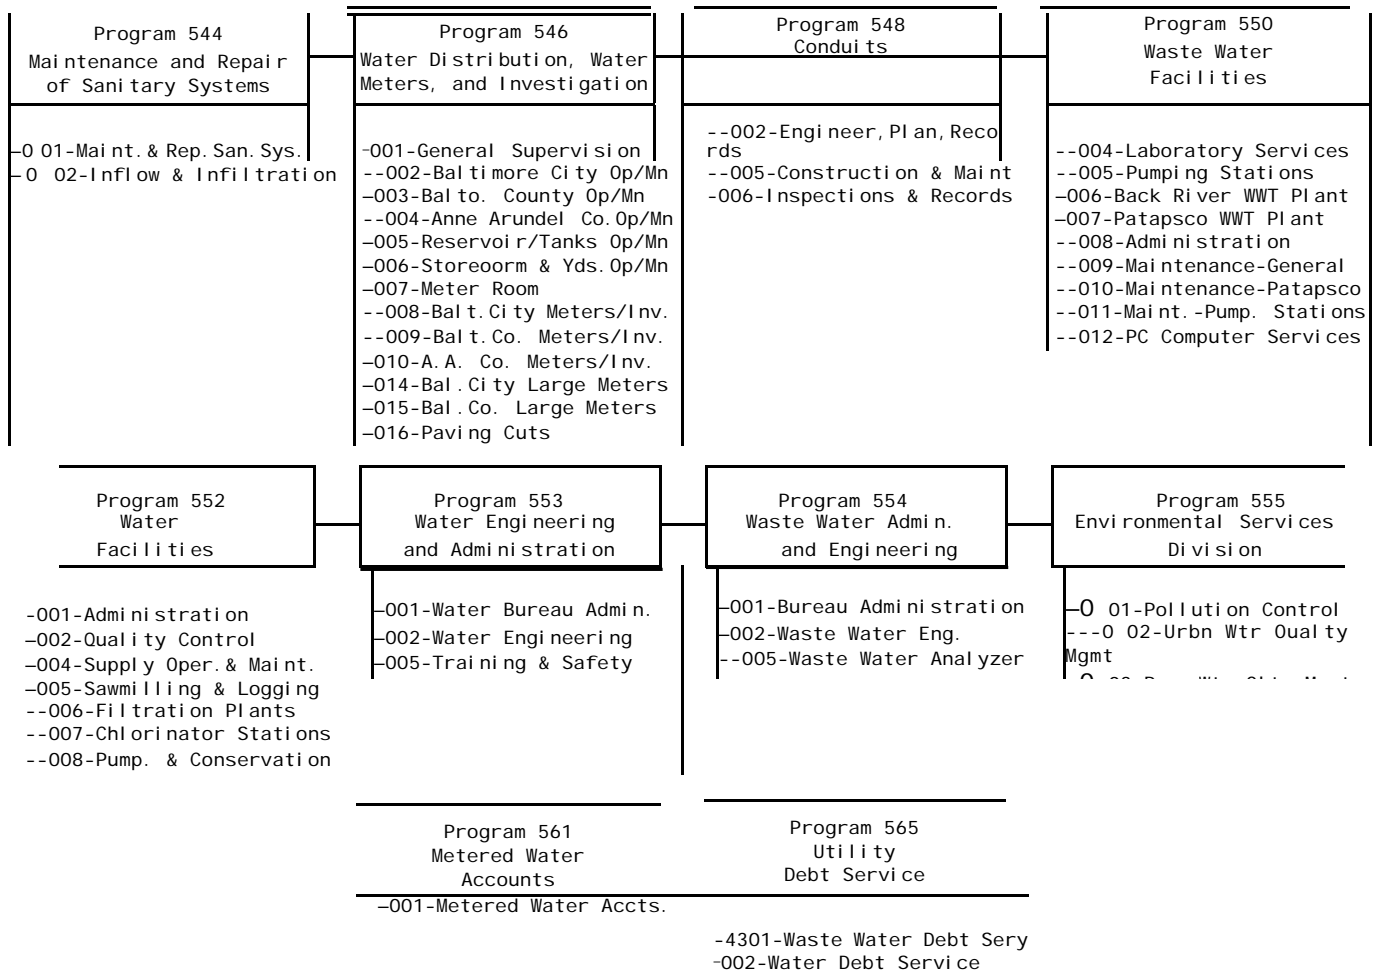 Program 544
Maintenance and Repair
of Sanitary Systems
—0 01-Maint.& Rep.San.Sys.
—0 02-Inflow & Infiltration
Program 546
Water Distribution, Water
Meters, and Investigation
-001-General Supervision
--002-Baltimore City Op/Mn
—003-Balto. County Op/Mn
--004-Anne Arundel Co.Op/Mn
—005-Reservoir/Tanks Op/Mn
—006-Storeoorm & Yds.Op/Mn
—007-Meter Room
--008-Balt.City Meters/Inv.
--009-Balt.Co. Meters/Inv.
—010-A.A. Co. Meters/Inv.
—014-Bal.City Large Meters
—015-Bal.Co. Large Meters
—016-Paving Cuts
Program 548
Conduits
--002-Engineer,Plan,Reco
rds
--005-Construction & Maint
-006-Inspections & Records
Program 550
Waste Water
Facilities
--004-Laboratory Services
--005-Pumping Stations
—006-Back River WWT Plant
—007-Patapsco WWT Plant
--008-Administration
--009-Maintenance-General
--010-Maintenance-Patapsco
--011-Maint.-Pump. Stations
--012-PC Computer Services
Program 552
Water
Facilities
-001-Administration
—002-Quality Control
—004-Supply Oper.& Maint.
—005-Sawmilling & Logging
--006-Filtration Plants
--007-Chlorinator Stations
--008-Pump. & Conservation
Program 553
Water Engineering
and Administration
—001-Water Bureau Admin.
—002-Water Engineering
—005-Training & Safety
Program 554
Waste Water Admin.
and Engineering
—001-Bureau Administration
—002-Waste Water Eng.
--005-Waste Water Analyzer
Program 555
Environmental Services
Division
—0 01-Pollution Control
---0 02-Urbn Wtr Oualty
Mgmt
Program 561
Metered Water
Accounts
—001-Metered Water Accts.
Program 565
Utility
Debt Service
-4301-Waste Water Debt Sery
-002-Water Debt Service